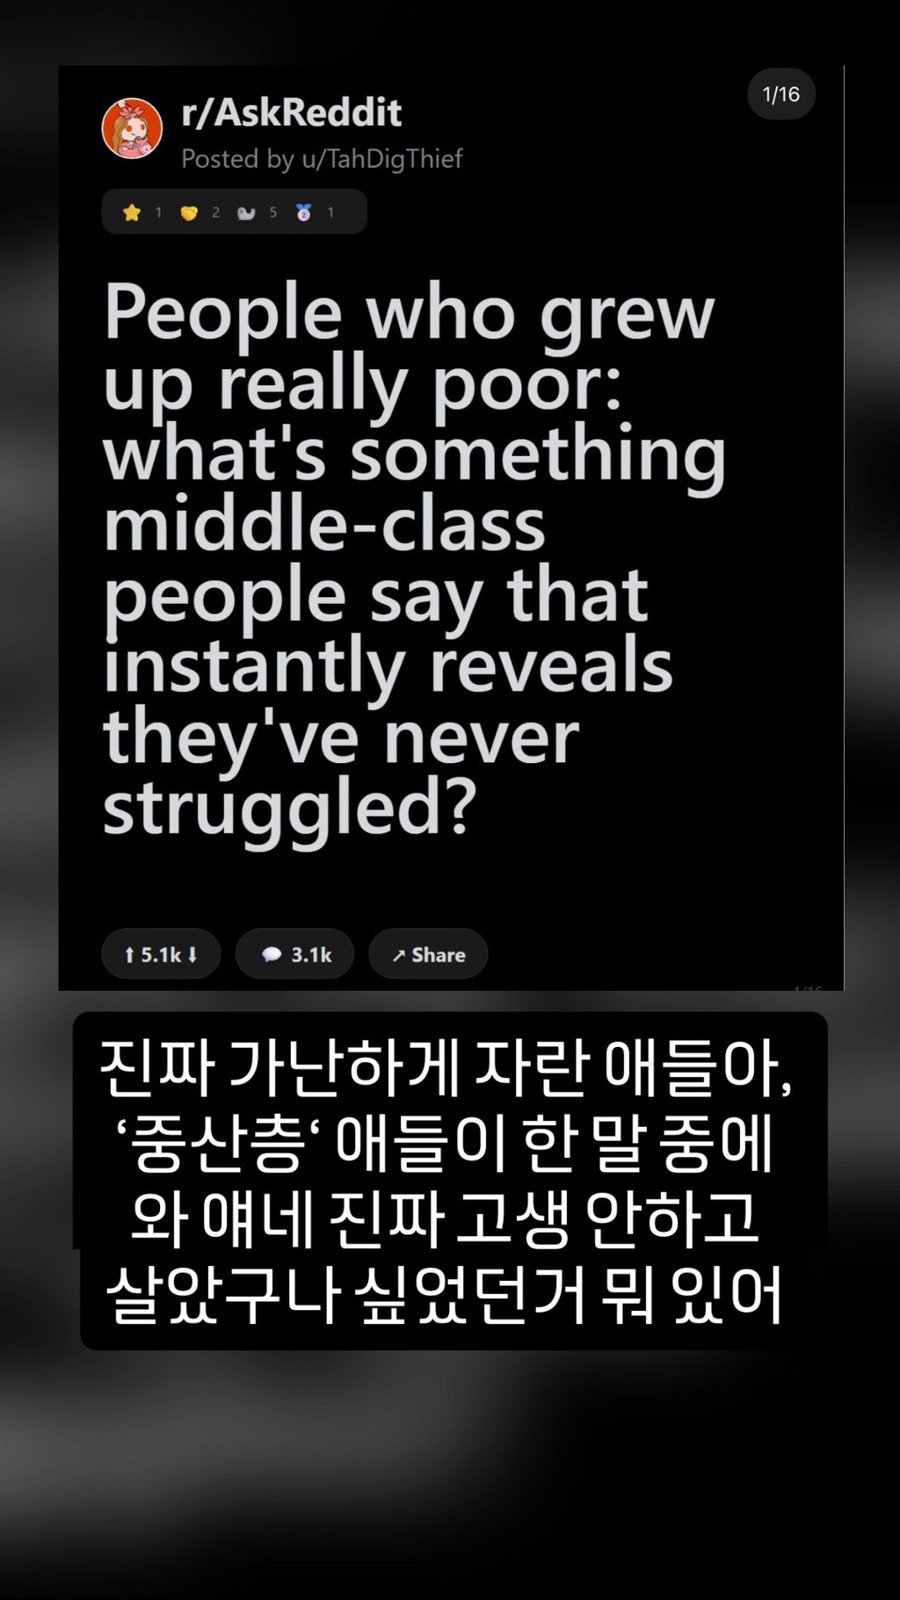 r/AskReddit
1/16
Posted by u/TahDigThief
1 2 5 1
People who grew
up really poor:
what's something
middle-class
people say that
instantly reveals
they've never
struggled?
5.1k 3.1k Share
1/16
진짜 가난하게 자란 애들아,
‘중산층‘ 애들이 한 말 중에
와 얘네 진짜 고생 안하고
살았구나 싶었던거 뭐 있어